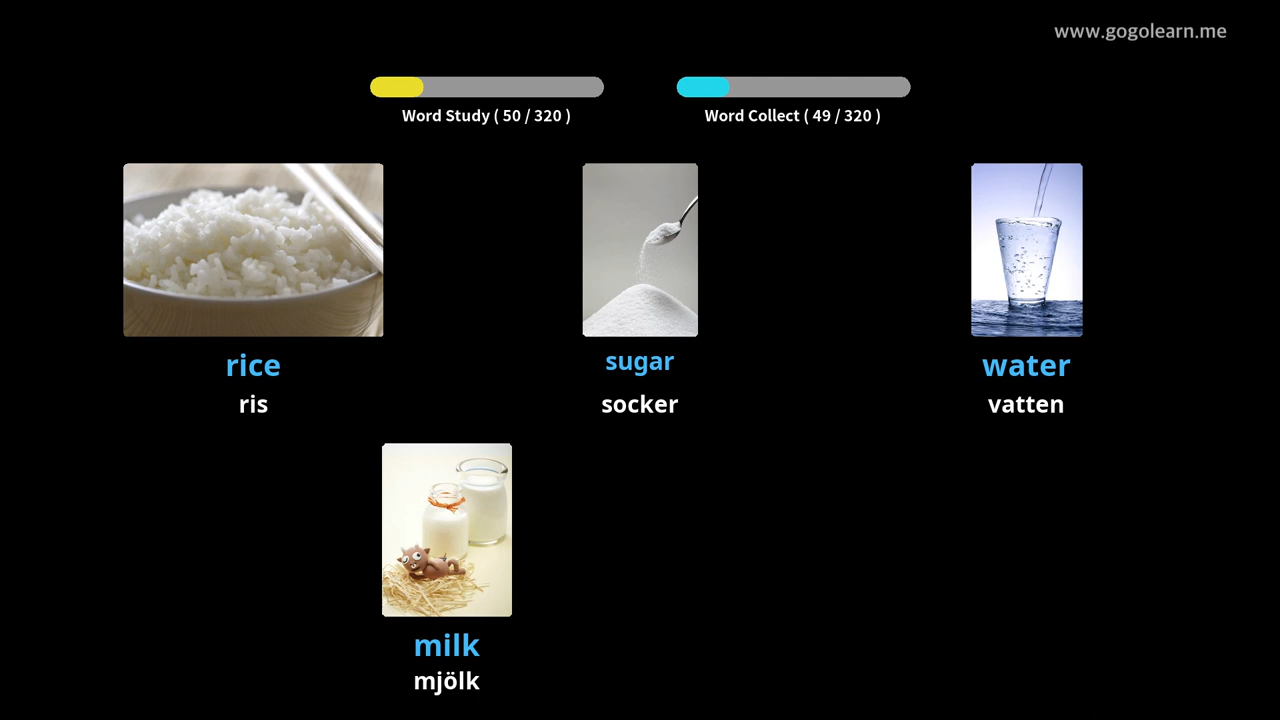 www.gogolearn.me
Word Study ( 50 / 320 )
Word Collect ( 49 / 320 )
rice
ris
sugar
socker
water
vatten
milk
mjölk